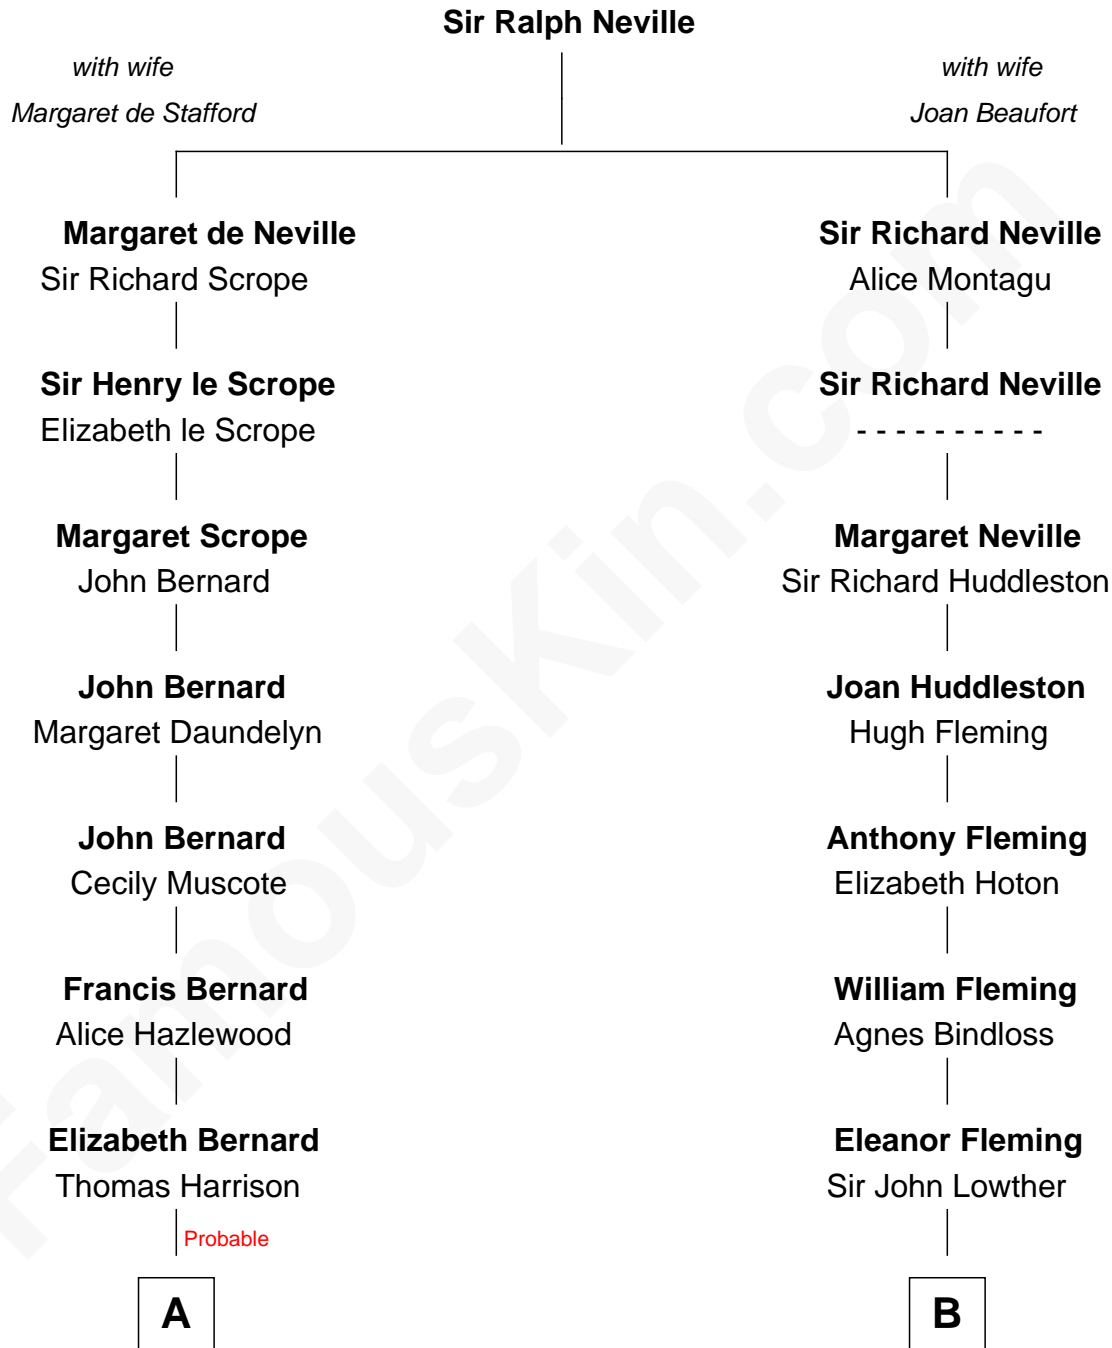 Sir Ralph Neville
with wife
Margaret de Stafford
with wife
Joan Beaufort
Margaret de Neville
Sir Richard Scrope
Sir Richard Neville
Alice Montagu
Sir Henry le Scrope
Elizabeth le Scrope
Sir Richard Neville
- - - - - - - - - -
Margaret Scrope
John Bernard
Margaret Neville
Sir Richard Huddleston
John Bernard
Margaret Daundelyn
Joan Huddleston
Hugh Fleming
John Bernard
Cecily Muscote
Anthony Fleming
Elizabeth Hoton
Francis Bernard
Alice Hazlewood
William Fleming
Agnes Bindloss
Elizabeth Bernard
Thomas Harrison
Eleanor Fleming
Sir John Lowther
Probable
A
B
FamousKin.com